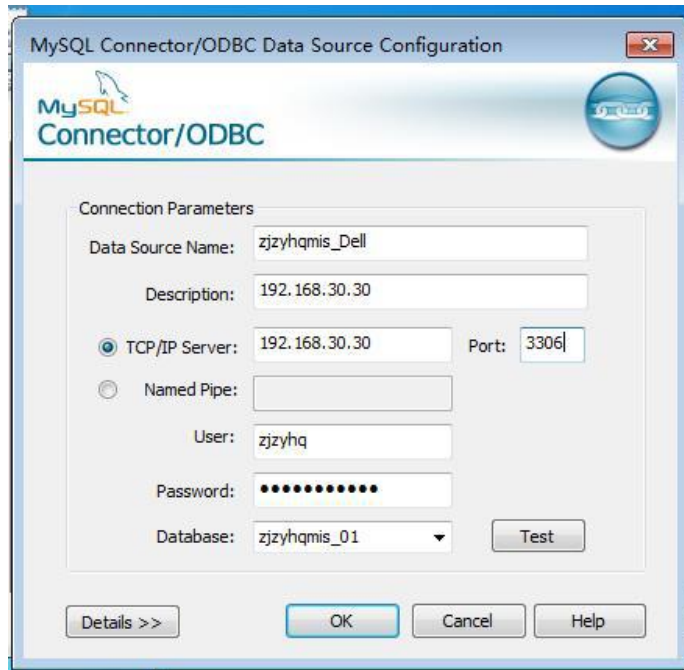 MySQL Connector/ODBC Data Source Configuration
MySQL
Connector/ODBC
Connection Parameters
Data Source Name: zjzyhqmis_Dell
Description: 192.168.30.30
TCP/IP Server: 192.168.30.30 Port: 3306
Named Pipe:
User: zjzyhq
Password: •••••••••••
Database: zjzyhqmis_01 Test
Details >> OK Cancel Help